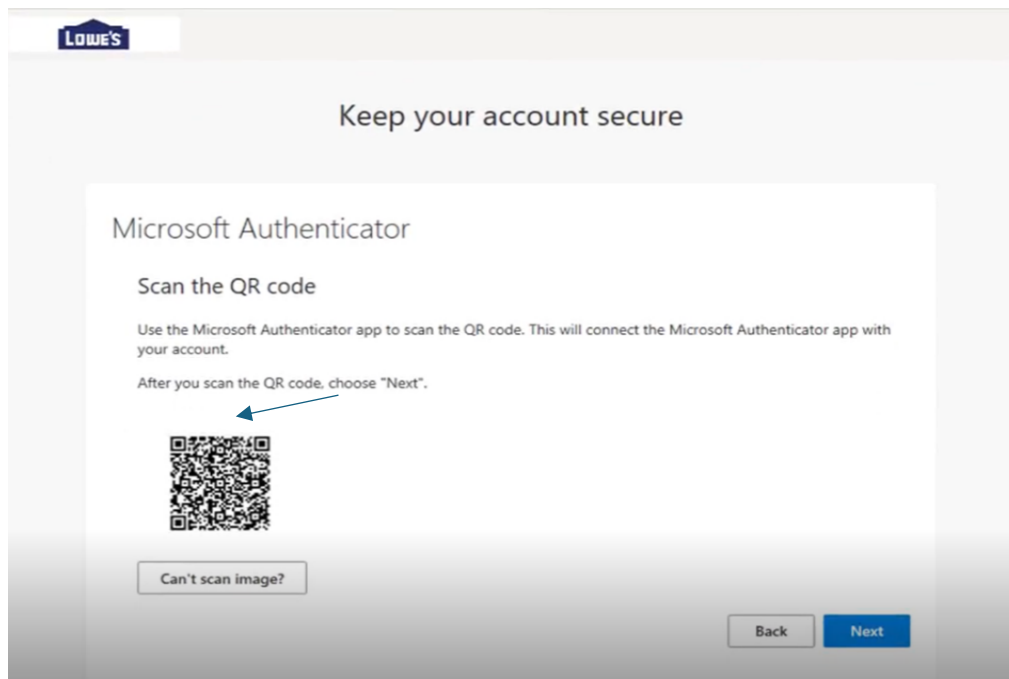 LOWE'S
Keep your account secure
Microsoft Authenticator
Scan the QR code
Use the Microsoft Authenticator app to scan the QR code. This will connect the Microsoft Authenticator app with
your account.
After you scan the QR code, choose "Next".
Can't scan image?
Back
Next